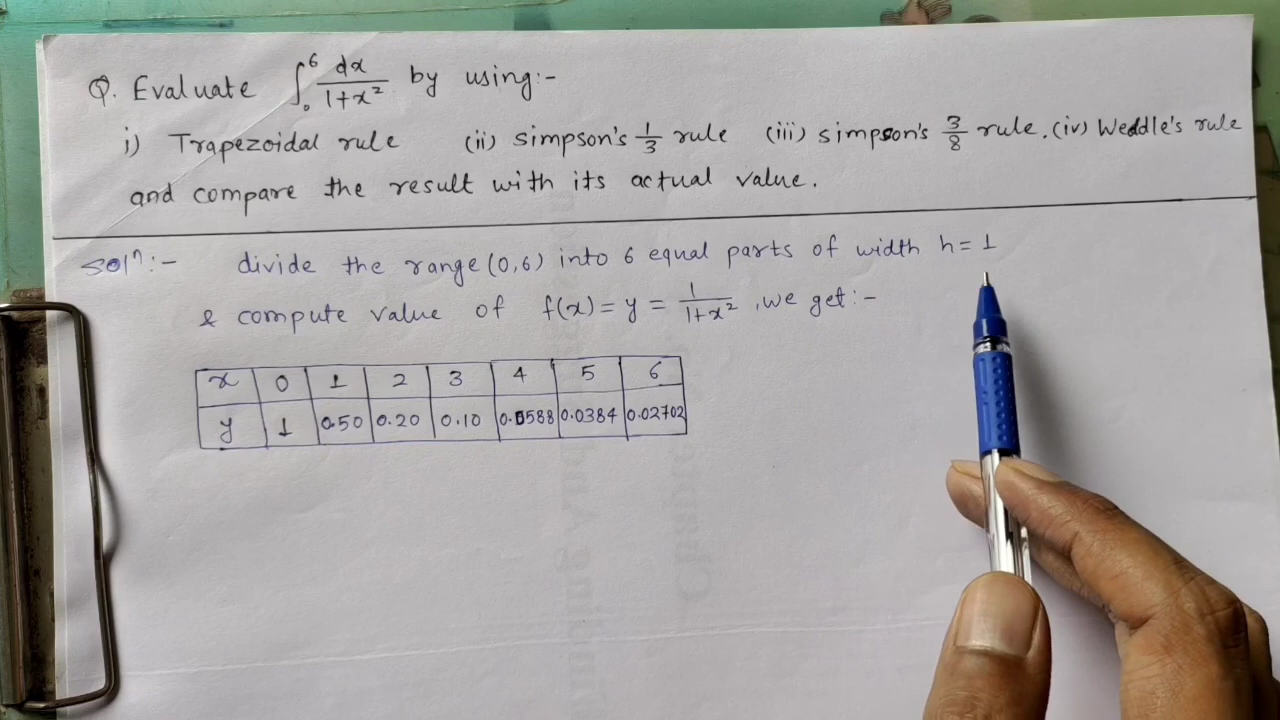 Q. Evaluate ∫₀⁶ dx/(1+x²) by using:-
i) Trapezoidal rule (ii) Simpson's 1/3 rule (iii) Simpson's 3/8 rule. (iv) Weddle's rule
and compare the result with its actual value.
Solⁿ:- divide the range (0,6) into 6 equal parts of width h=1
& compute value of f(x) = y = 1/(1+x²), we get:-
x 0 1 2 3 4 5 6
y 1 0.50 0.20 0.10 0.0588 0.0384 0.02702